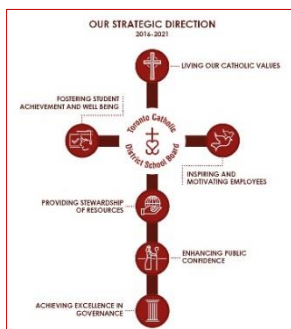 OUR STRATEGIC DIRECTION
2016-2021
LIVING OUR CATHOLIC VALUES
FOSTERING STUDENT
ACHIEVEMENT AND WELL BEING
Toronto Catholic
District School Board
INSPIRING AND
MOTIVATING EMPLOYEES
PROVIDING STEWARDSHIP
OF RESOURCES
ENHANCING PUBLIC
CONFIDENCE
ACHIEVING EXCELLENCE IN
GOVERNANCE